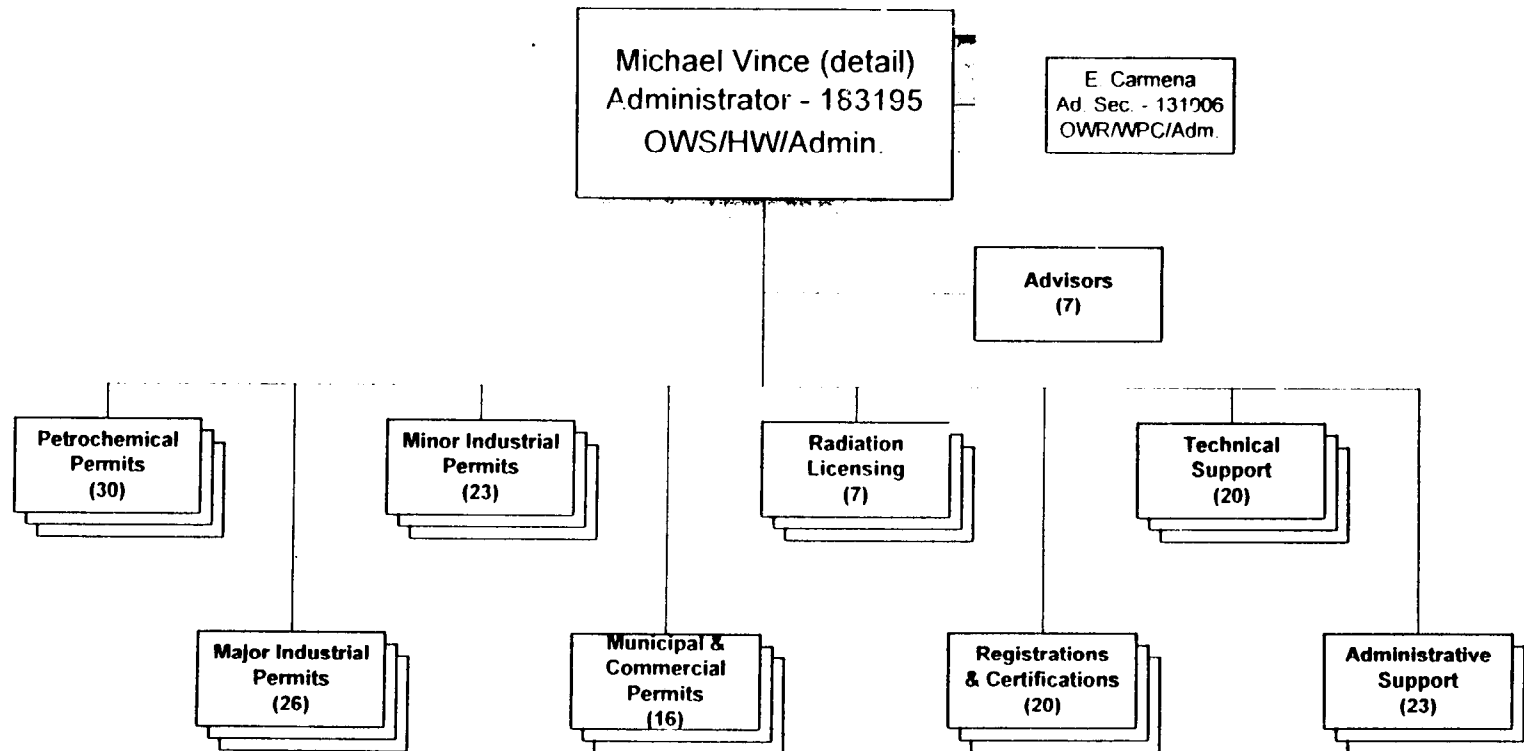 Michael Vince (detail)
Administrator - 183195
OWS/HW/Admin.
E. Carmena
Ad. Sec. - 131006
OWR/WPC/Adm.
Advisors
(7)
Petrochemical
Permits
(30)
Minor Industrial
Permits
(23)
Radiation
Licensing
(7)
Technical
Support
(20)
Major Industrial
Permits
(26)
Municipal &
Commercial
Permits
(16)
Registrations
& Certifications
(20)
Administrative
Support
(23)